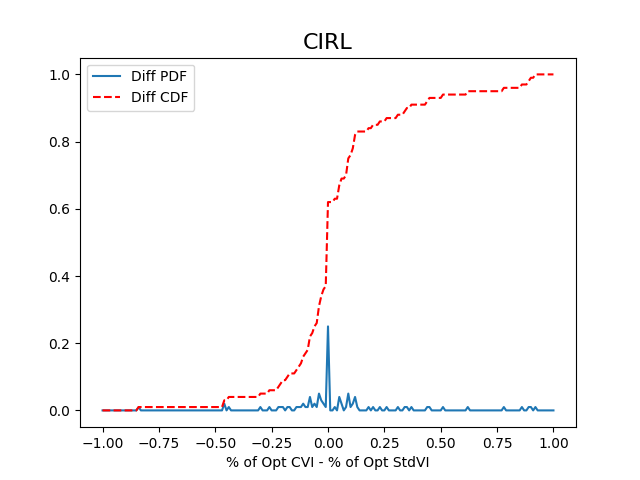 CIRL
Diff PDF
Diff CDF
1.0
0.8
0.6
0.4
0.2
0.0
−1.00 −0.75 −0.50 −0.25 0.00 0.25 0.50 0.75 1.00
% of Opt CVI - % of Opt StdVI